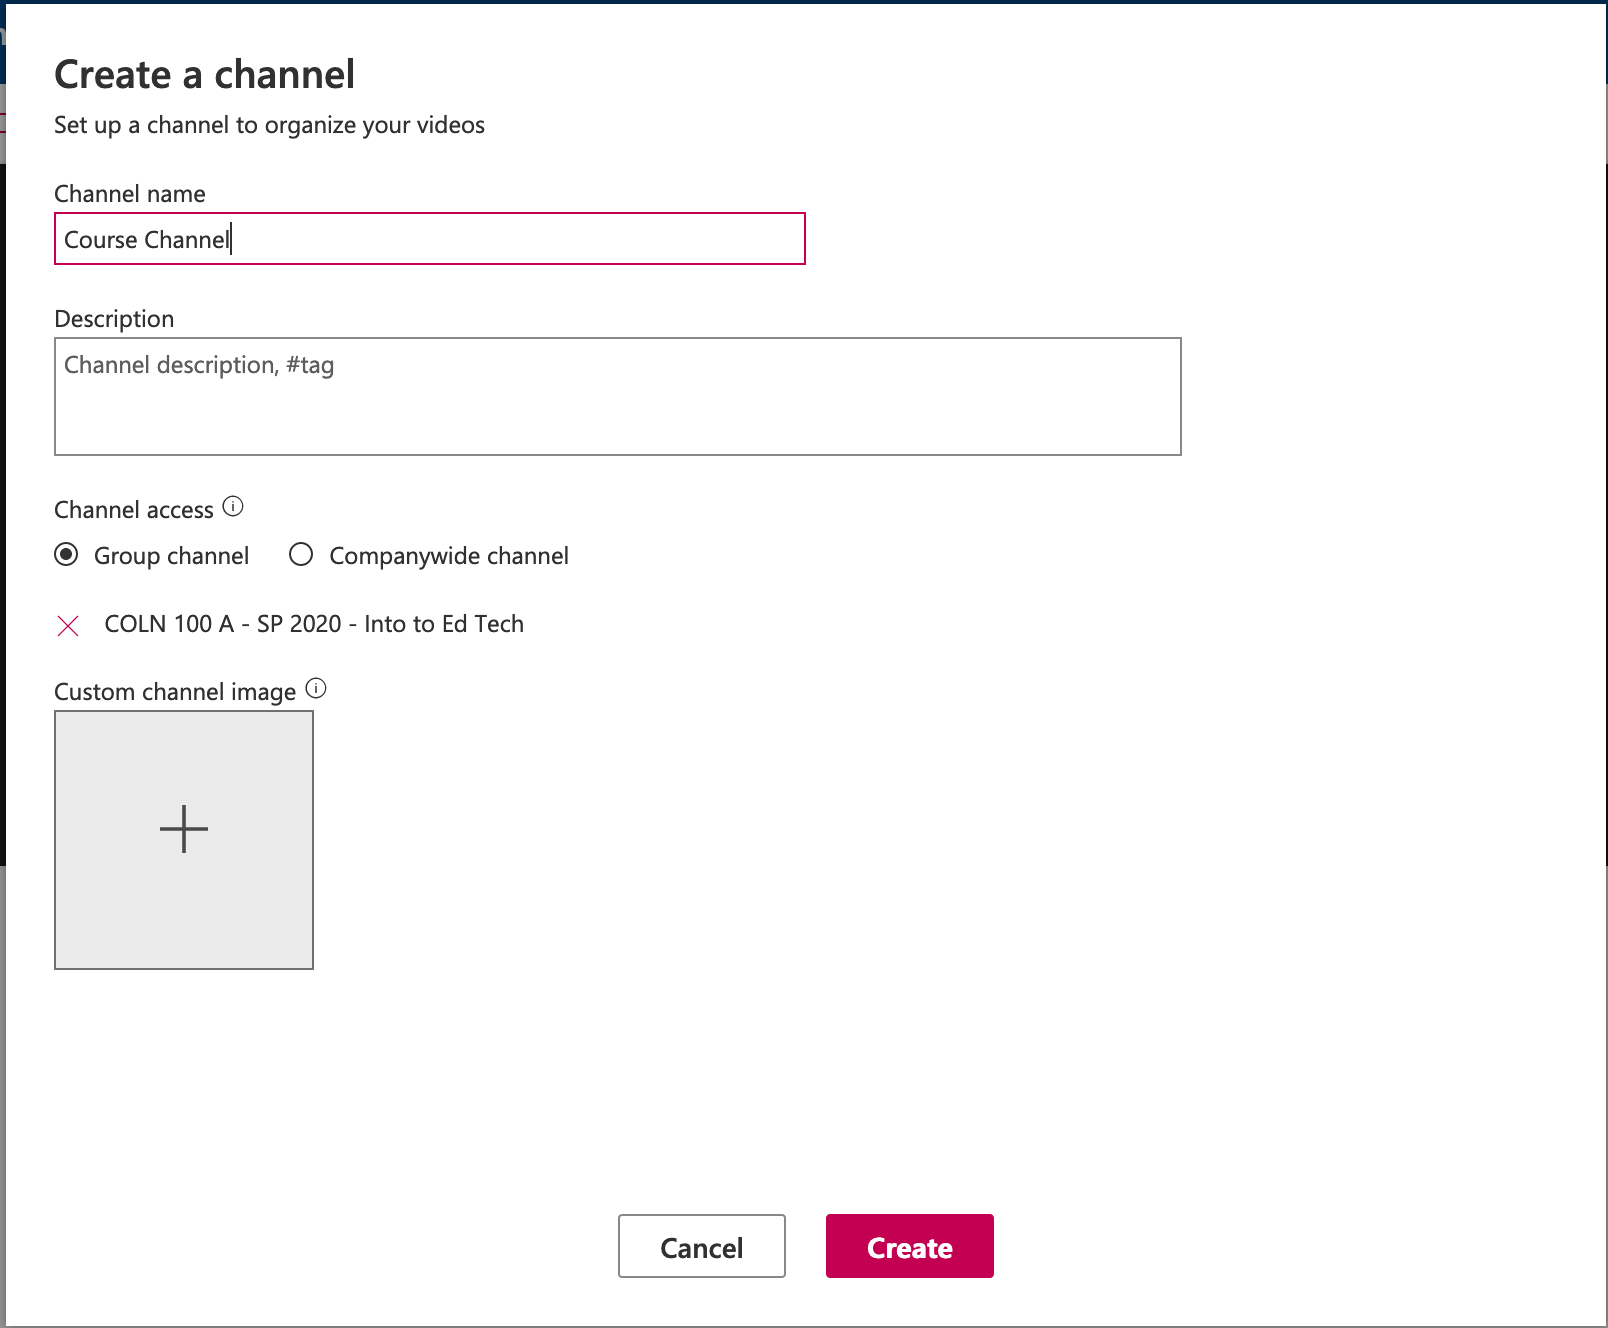 Create a channel
Set up a channel to organize your videos
Channel name
Course Channel
Description
Channel description, #tag
Channel access
Group channel Companywide channel
COLN 100 A - SP 2020 - Into to Ed Tech
Custom channel image
Cancel Create